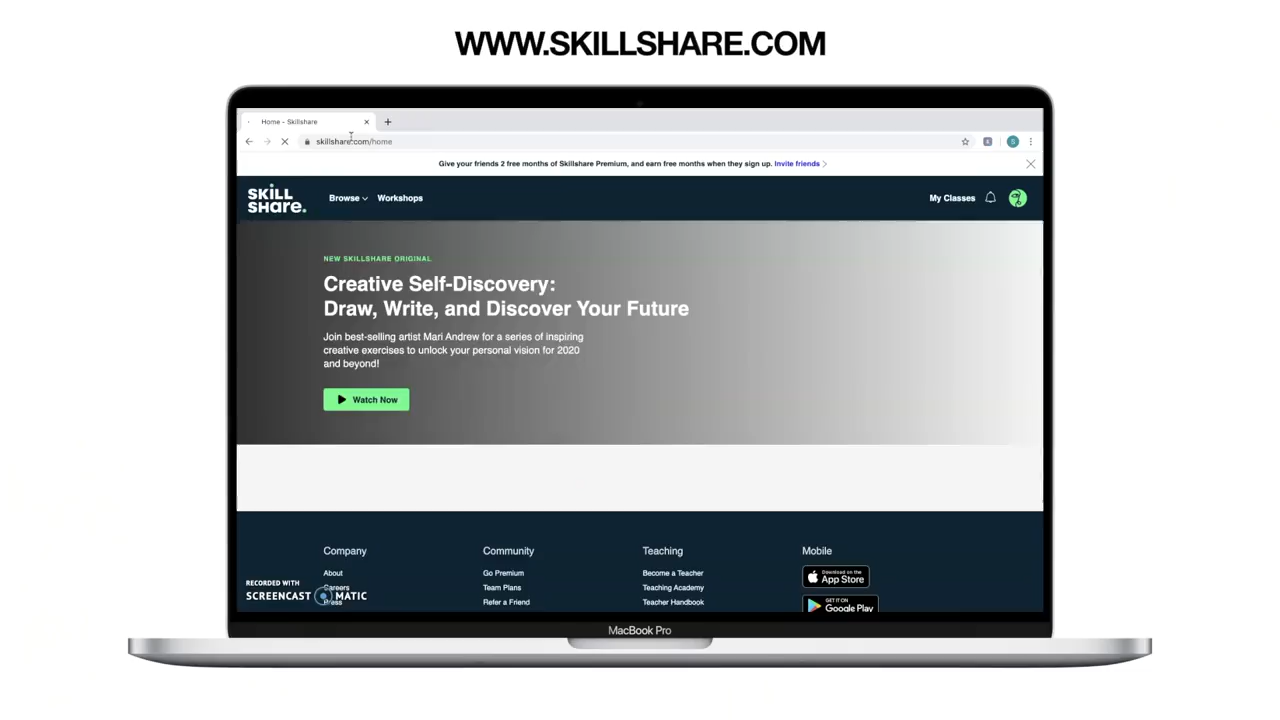 WWW.SKILLSHARE.COM
Home - Skillshare
skillshare.com/home
Give your friends 2 free months of Skillshare Premium, and earn free months when they sign up. Invite friends
SKILL
SHARE.
Browse
Workshops
My Classes
NEW SKILLSHARE ORIGINAL
Creative Self-Discovery:
Draw, Write, and Discover Your Future
Join best-selling artist Mari Andrew for a series of inspiring
creative exercises to unlock your personal vision for 2020
and beyond!
Watch Now
Company
Community
Teaching
Mobile
About
Go Premium
Become a Teacher
Download on the
App Store
Careers
Team Plans
Teaching Academy
Press
Refer a Friend
Teacher Handbook
GET IT ON
Google Play
RECORDED WITH
SCREENCAST MATIC
MacBook Pro